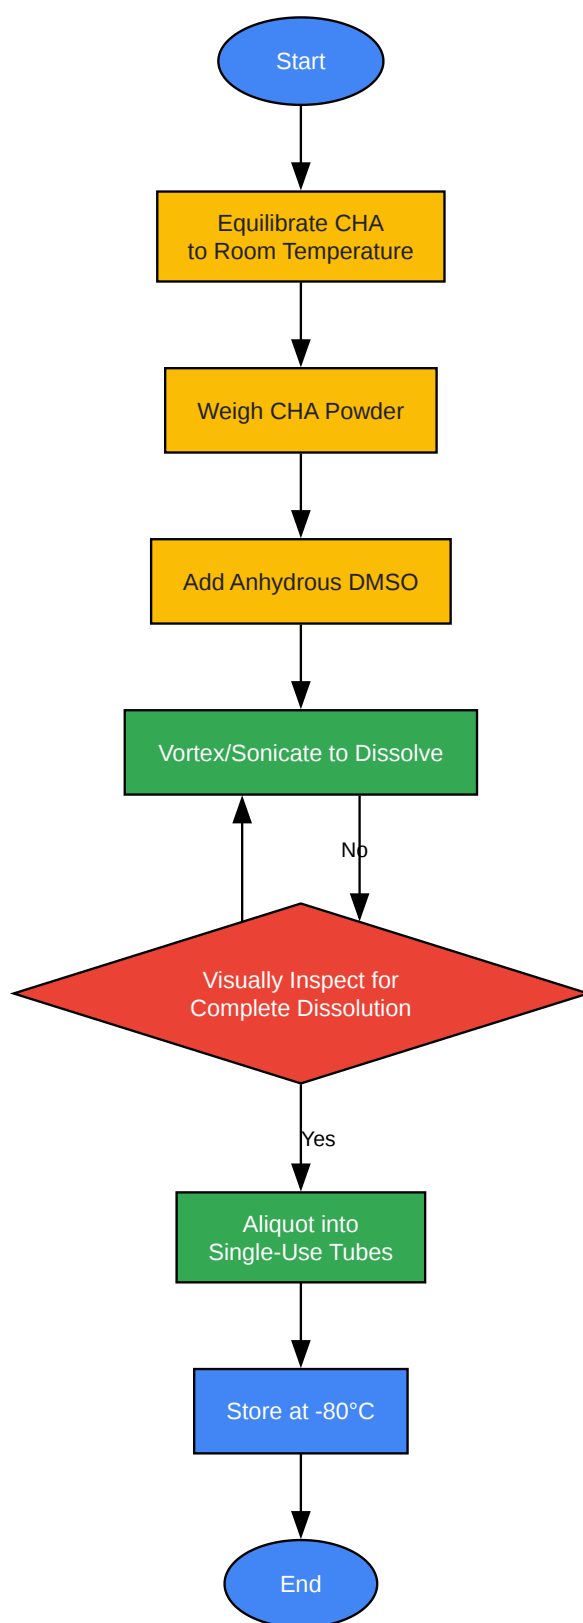 Start
Equilibrate CHA
to Room Temperature
Weigh CHA Powder
Add Anhydrous DMSO
Vortex/Sonicate to Dissolve
No
Visually Inspect for
Complete Dissolution
Yes
Aliquot into
Single-Use Tubes
Store at -80°C
End